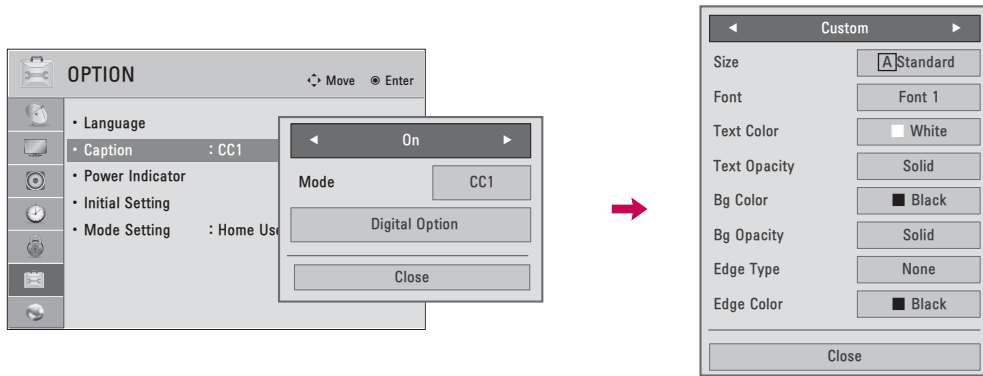 OPTION
Move Enter
• Language
• Caption : CC1
• Power Indicator
• Initial Setting
• Mode Setting : Home Use
◄ On ►
Mode CC1
Digital Option
Close
◄ Custom ►
Size A Standard
Font Font 1
Text Color White
Text Opacity Solid
Bg Color Black
Bg Opacity Solid
Edge Type None
Edge Color Black
Close